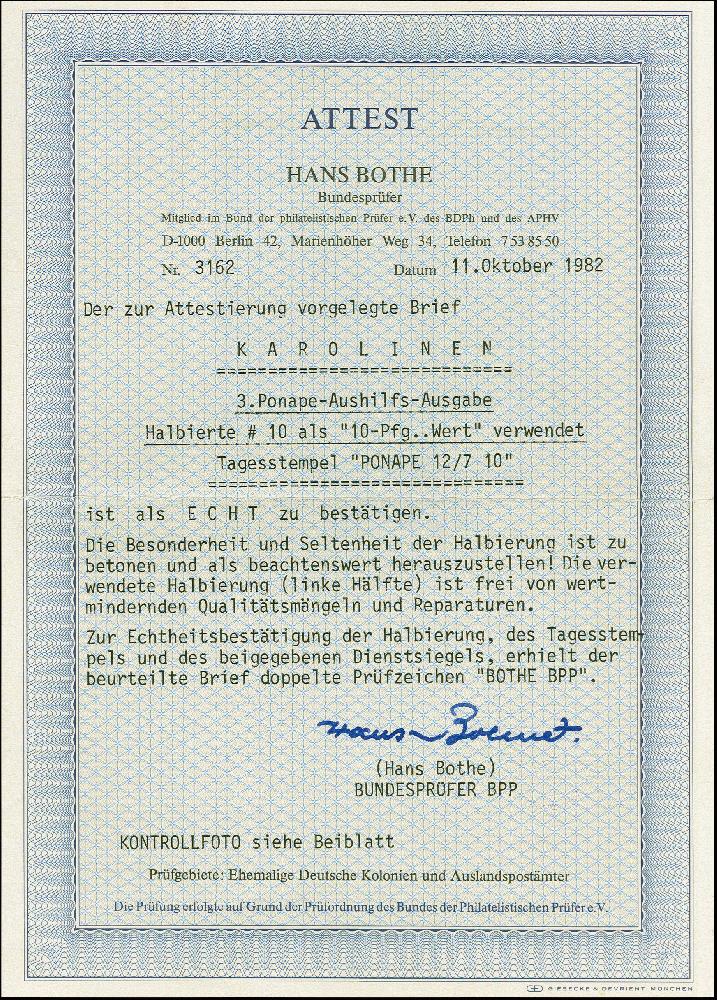 ATTEST
HANS BOTHE
Bundesprüfer
Mitglied im Bund der philatelistischen Prüfer e.V. des BDPh und des APHV
D-1000 Berlin 42, Marienhöher Weg 34, Telefon 7 53 85 50
Nr. 3162 Datum 11.Oktober 1982
Der zur Attestierung vorgelegte Brief
K A R O L I N E N
=============================
3.Ponape-Aushilfs-Ausgabe
Halbierte # 10 als "10-Pfg..Wert" verwendet
Tagesstempel "PONAPE 12/7 10"
===============================
ist als E C H T zu bestätigen.
Die Besonderheit und Seltenheit der Halbierung ist zu
betonen und als beachtenswert herauszustellen! Die ver-
wendete Halbierung (linke Hälfte) ist frei von wert-
mindernden Qualitätsmängeln und Reparaturen.
Zur Echtheitsbestätigung der Halbierung, des Tagesstem-
pels und des beigegebenen Dienstsiegels, erhielt der
beurteilte Brief doppelte Prüfzeichen "BOTHE BPP".
(Hans Bothe)
BUNDESPRÜFER BPP
KONTROLLFOTO siehe Beiblatt
Prüfgebiete: Ehemalige Deutsche Kolonien und Auslandspostämter
Die Prüfung erfolgte auf Grund der Prüfordnung des Bundes der Philatelistischen Prüfer e.V.
GIESECKE & DEVRIENT MÜNCHEN